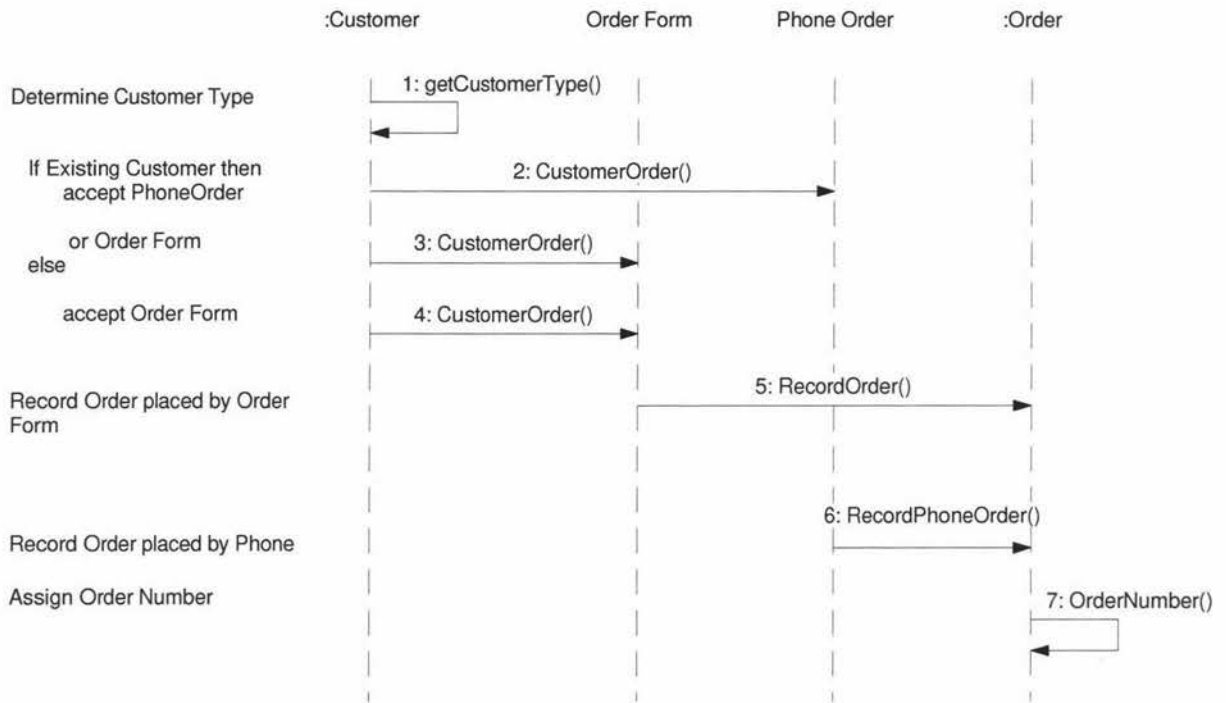 :Customer
Order Form
Phone Order
:Order
Determine Customer Type
1: getCustomerType()
If Existing Customer then
accept PhoneOrder
2: CustomerOrder()
or Order Form
else
3: CustomerOrder()
accept Order Form
4: CustomerOrder()
Record Order placed by Order
Form
5: RecordOrder()
6: RecordPhoneOrder()
Record Order placed by Phone
Assign Order Number
7: OrderNumber()